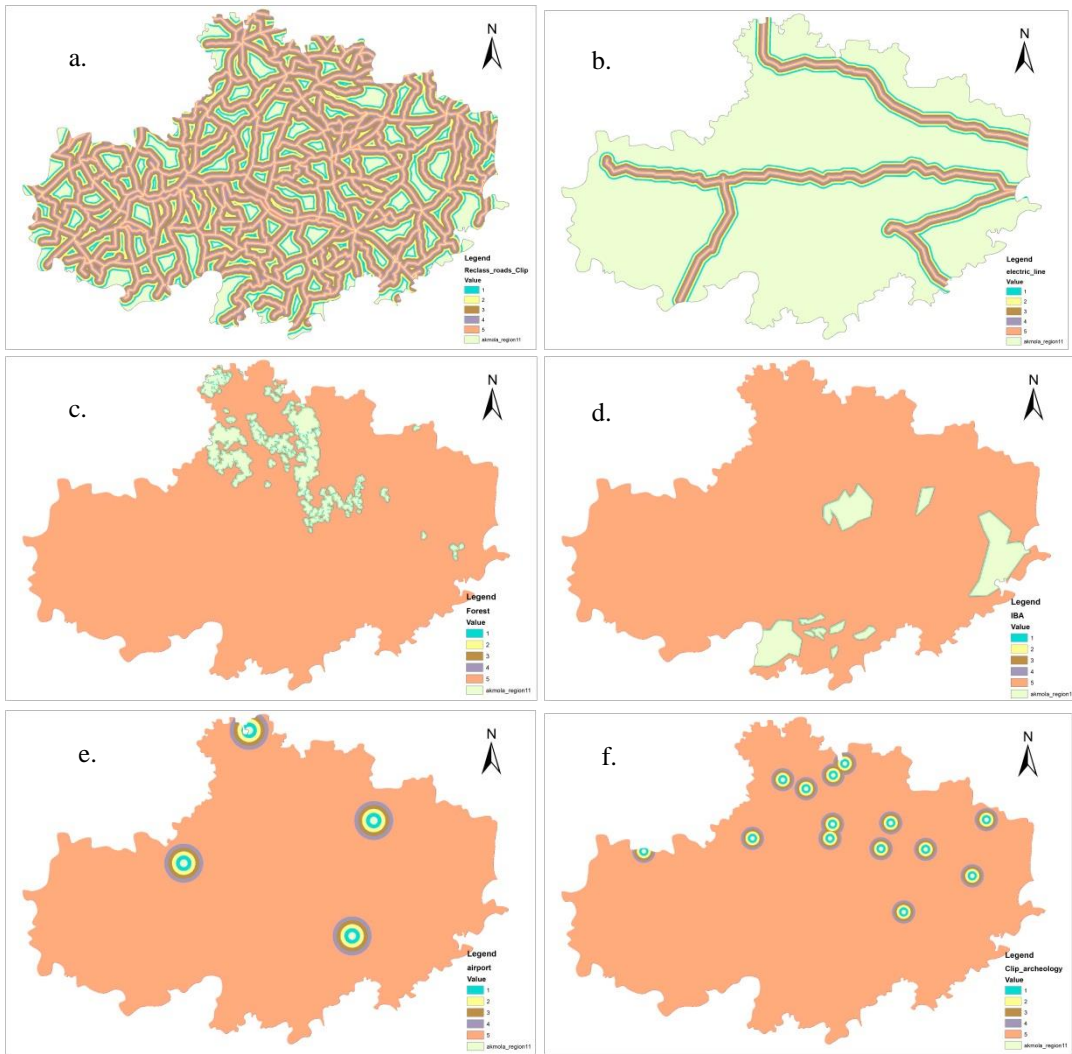 a.
N
Legend
Reclass_roads_Clip
Value
1
2
3
4
5
akmola_region11
b.
N
Legend
electric_line
Value
1
2
3
4
5
akmola_region11
c.
N
Legend
Forest
Value
1
2
3
4
5
akmola_region11
d.
N
Legend
IBA
Value
1
2
3
4
5
akmola_region11
e.
N
Legend
airport
Value
1
2
3
4
5
akmola_region11
f.
N
Legend
Clip_archeology
Value
1
2
3
4
5
akmola_region11